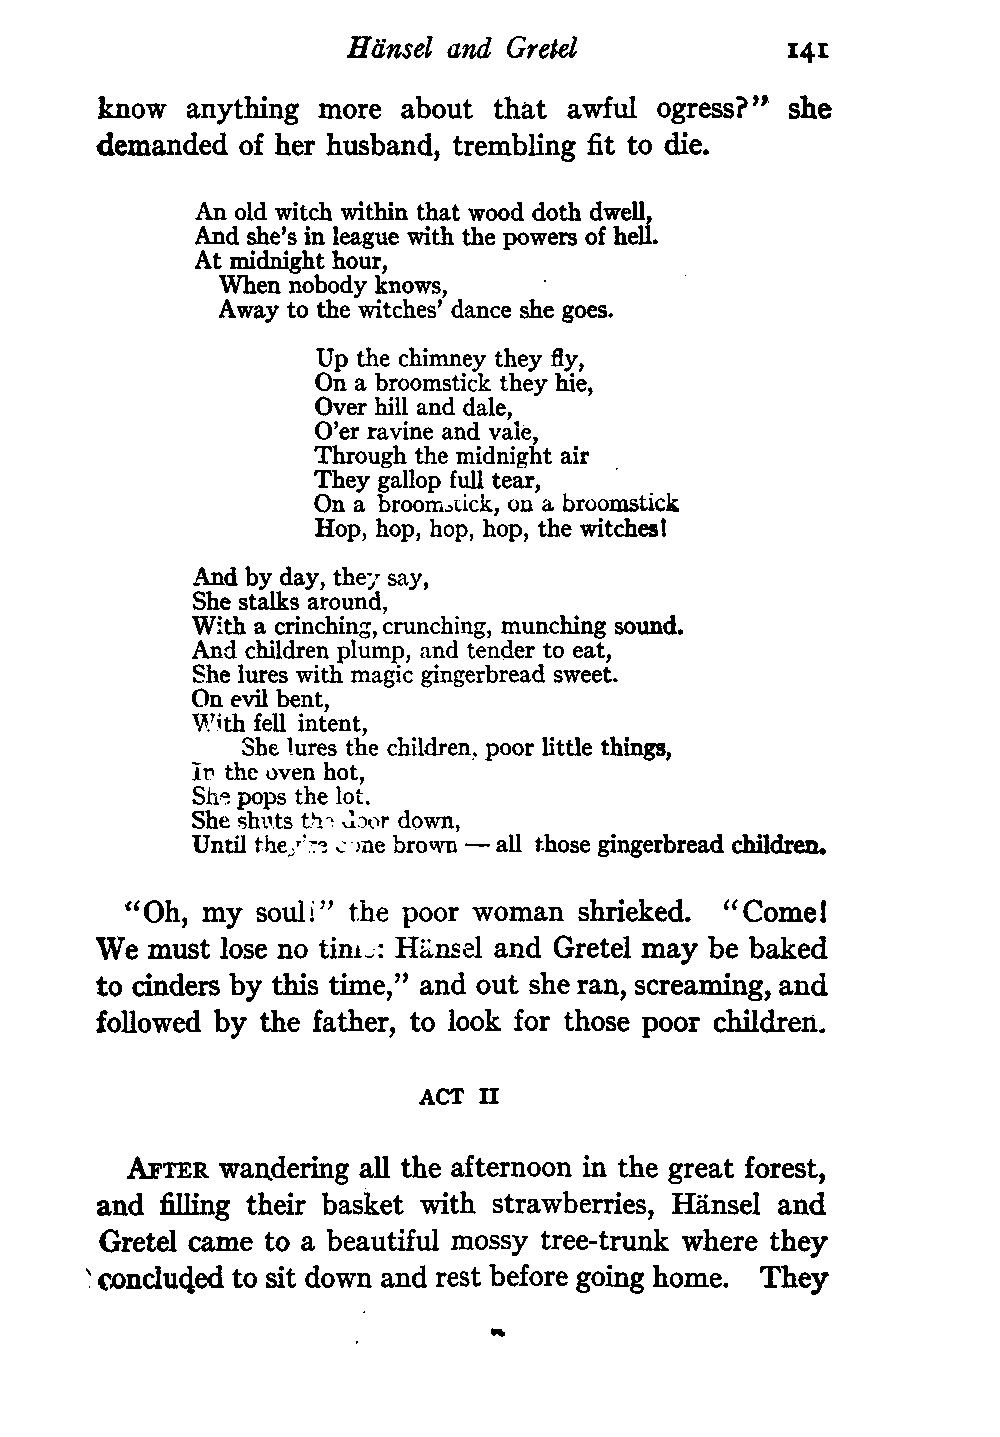 Hänsel and Gretel 141
know anything more about that awful ogress?" she
demanded of her husband, trembling fit to die.
An old witch within that wood doth dwell,
And she's in league with the powers of hell.
At midnight hour,
When nobody knows,
Away to the witches' dance she goes.
Up the chimney they fly,
On a broomstick they hie,
Over hill and dale,
O'er ravine and vale,
Through the midnight air
They gallop full tear,
On a broomstick, on a broomstick
Hop, hop, hop, hop, the witches!
And by day, they say,
She stalks around,
With a crinching, crunching, munching sound.
And children plump, and tender to eat,
She lures with magic gingerbread sweet.
On evil bent,
With fell intent,
She lures the children, poor little things,
In the oven hot,
She pops the lot.
She shuts the door down,
Until they're done brown — all those gingerbread children.
"Oh, my soul!" the poor woman shrieked. "Come!
We must lose no time: Hänsel and Gretel may be baked
to cinders by this time," and out she ran, screaming, and
followed by the father, to look for those poor children.
ACT II
AFTER wandering all the afternoon in the great forest,
and filling their basket with strawberries, Hänsel and
Gretel came to a beautiful mossy tree-trunk where they
concluded to sit down and rest before going home. They